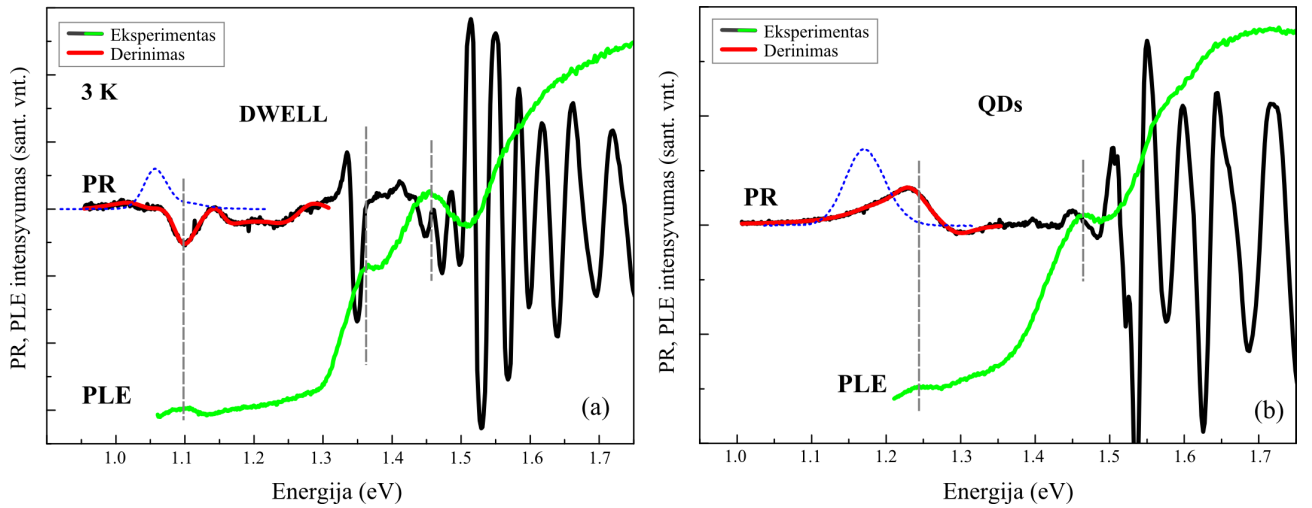 Eksperimentas
Derinimas
3 K
DWELL
PR
PLE
(a)
PR, PLE intensyvumas (sant. vnt.)
1.0 1.1 1.2 1.3 1.4 1.5 1.6 1.7
Energija (eV)
Eksperimentas
Derinimas
QDs
PR
PLE
(b)
PR, PLE intensyvumas (sant. vnt.)
1.0 1.1 1.2 1.3 1.4 1.5 1.6 1.7
Energija (eV)